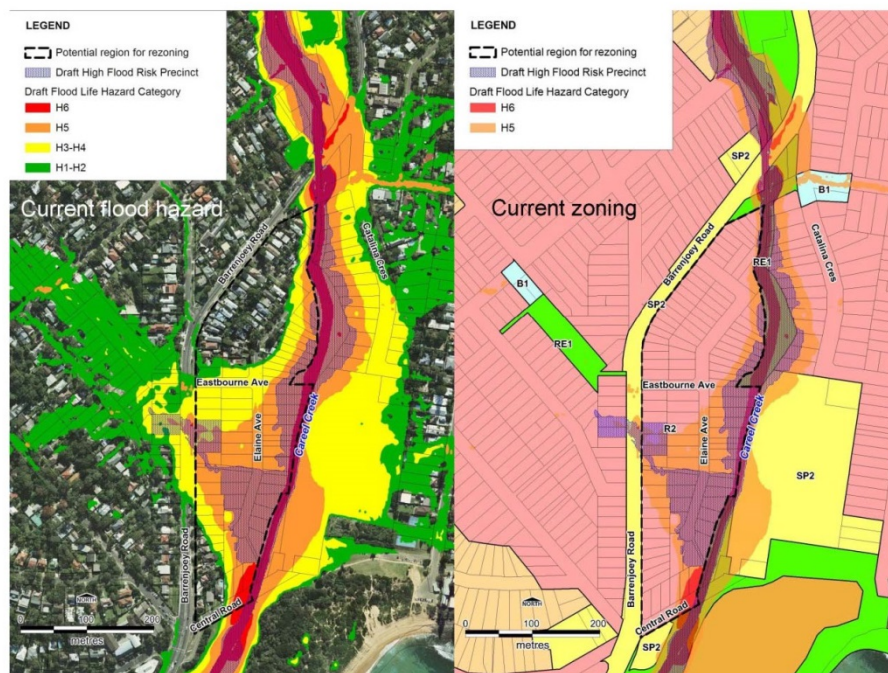 LEGEND
Potential region for rezoning
Draft High Flood Risk Precinct
Draft Flood Life Hazard Category
H6
H5
H3-H4
H1-H2
Current flood hazard
Barrenjoey Road
Catalina Cres
Eastbourne Ave
Elaine Ave
Careel Creek
Barrenjoey Road
Central Road
NORTH
0 100 200
metres
LEGEND
Potential region for rezoning
Draft High Flood Risk Precinct
Draft Flood Life Hazard Category
H6
H5
SP2
B1
Current zoning
Barrenjoey Road
RE1
Catalina Cres
B1
SP2
RE1
Eastbourne Ave
R2
Elaine Ave
Careel Creek
SP2
Barrenjoey Road
Central Road
NORTH
0 100 200
metres
SP2
SP2